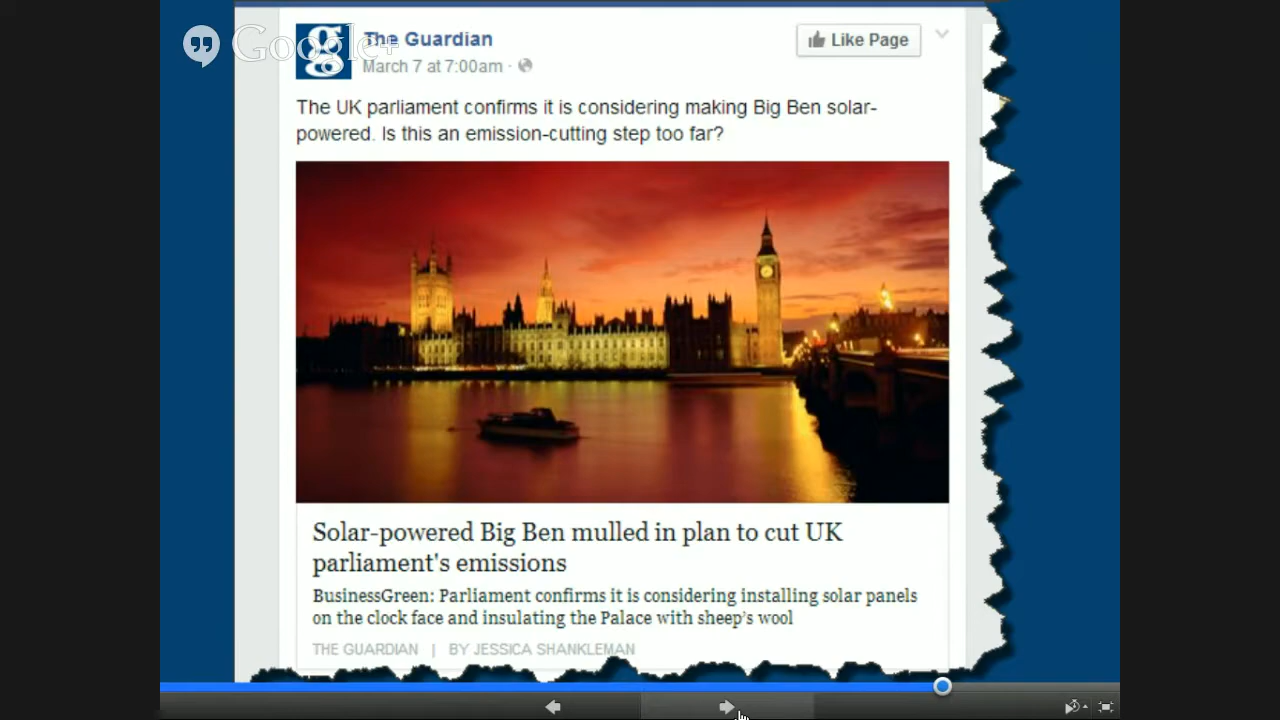 Google+
g
The Guardian
Like Page
March 7 at 7:00am ·
The UK parliament confirms it is considering making Big Ben solar-
powered. Is this an emission-cutting step too far?
Solar-powered Big Ben mulled in plan to cut UK
parliament's emissions
BusinessGreen: Parliament confirms it is considering installing solar panels
on the clock face and insulating the Palace with sheep's wool
THE GUARDIAN | BY JESSICA SHANKLEMAN